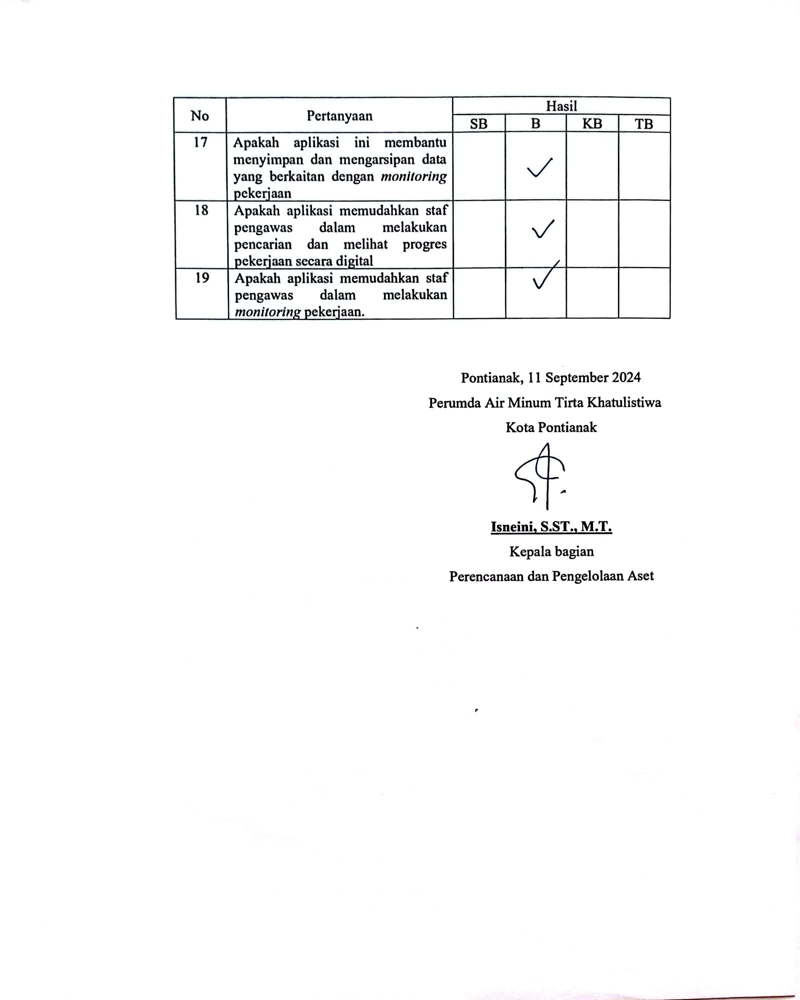 No Pertanyaan Hasil
SB B KB TB
17 Apakah aplikasi ini membantu
menyimpan dan mengarsipan data
yang berkaitan dengan monitoring
pekerjaan
✓
18 Apakah aplikasi memudahkan staf
pengawas dalam melakukan
pencarian dan melihat progres
pekerjaan secara digital
✓
19 Apakah aplikasi memudahkan staf
pengawas dalam melakukan
monitoring pekerjaan.
✓
Pontianak, 11 September 2024
Perumda Air Minum Tirta Khatulistiwa
Kota Pontianak
Isneini, S.ST., M.T.
Kepala bagian
Perencanaan dan Pengelolaan Aset